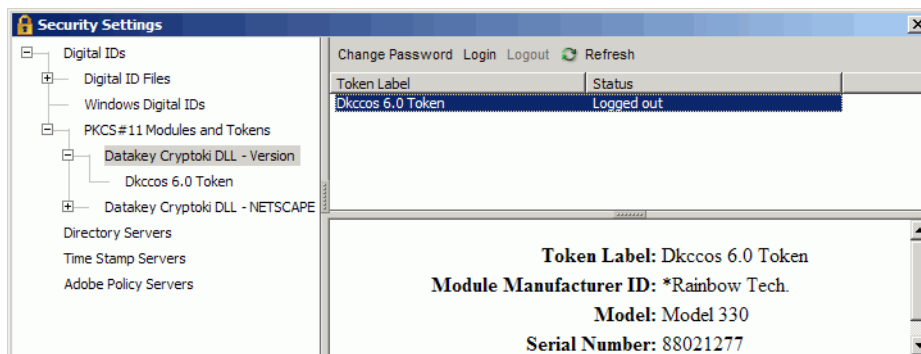 Security Settings
Digital IDs
Digital ID Files
Windows Digital IDs
PKCS#11 Modules and Tokens
Datakey Cryptoki DLL - Version
Dkccos 6.0 Token
Datakey Cryptoki DLL - NETSCAPE
Directory Servers
Time Stamp Servers
Adobe Policy Servers
Change Password Login Logout Refresh
Token Label Status
Dkccos 6.0 Token Logged out
Token Label: Dkccos 6.0 Token
Module Manufacturer ID: *Rainbow Tech.
Model: Model 330
Serial Number: 88021277